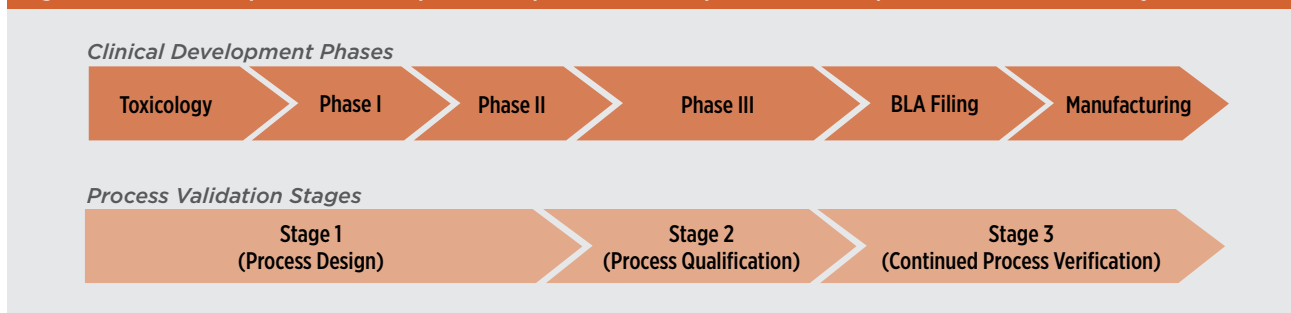 Clinical Development Phases
Toxicology
Phase I
Phase II
Phase III
BLA Filing
Manufacturing
Process Validation Stages
Stage 1
(Process Design)
Stage 2
(Process Qualification)
Stage 3
(Continued Process Verification)